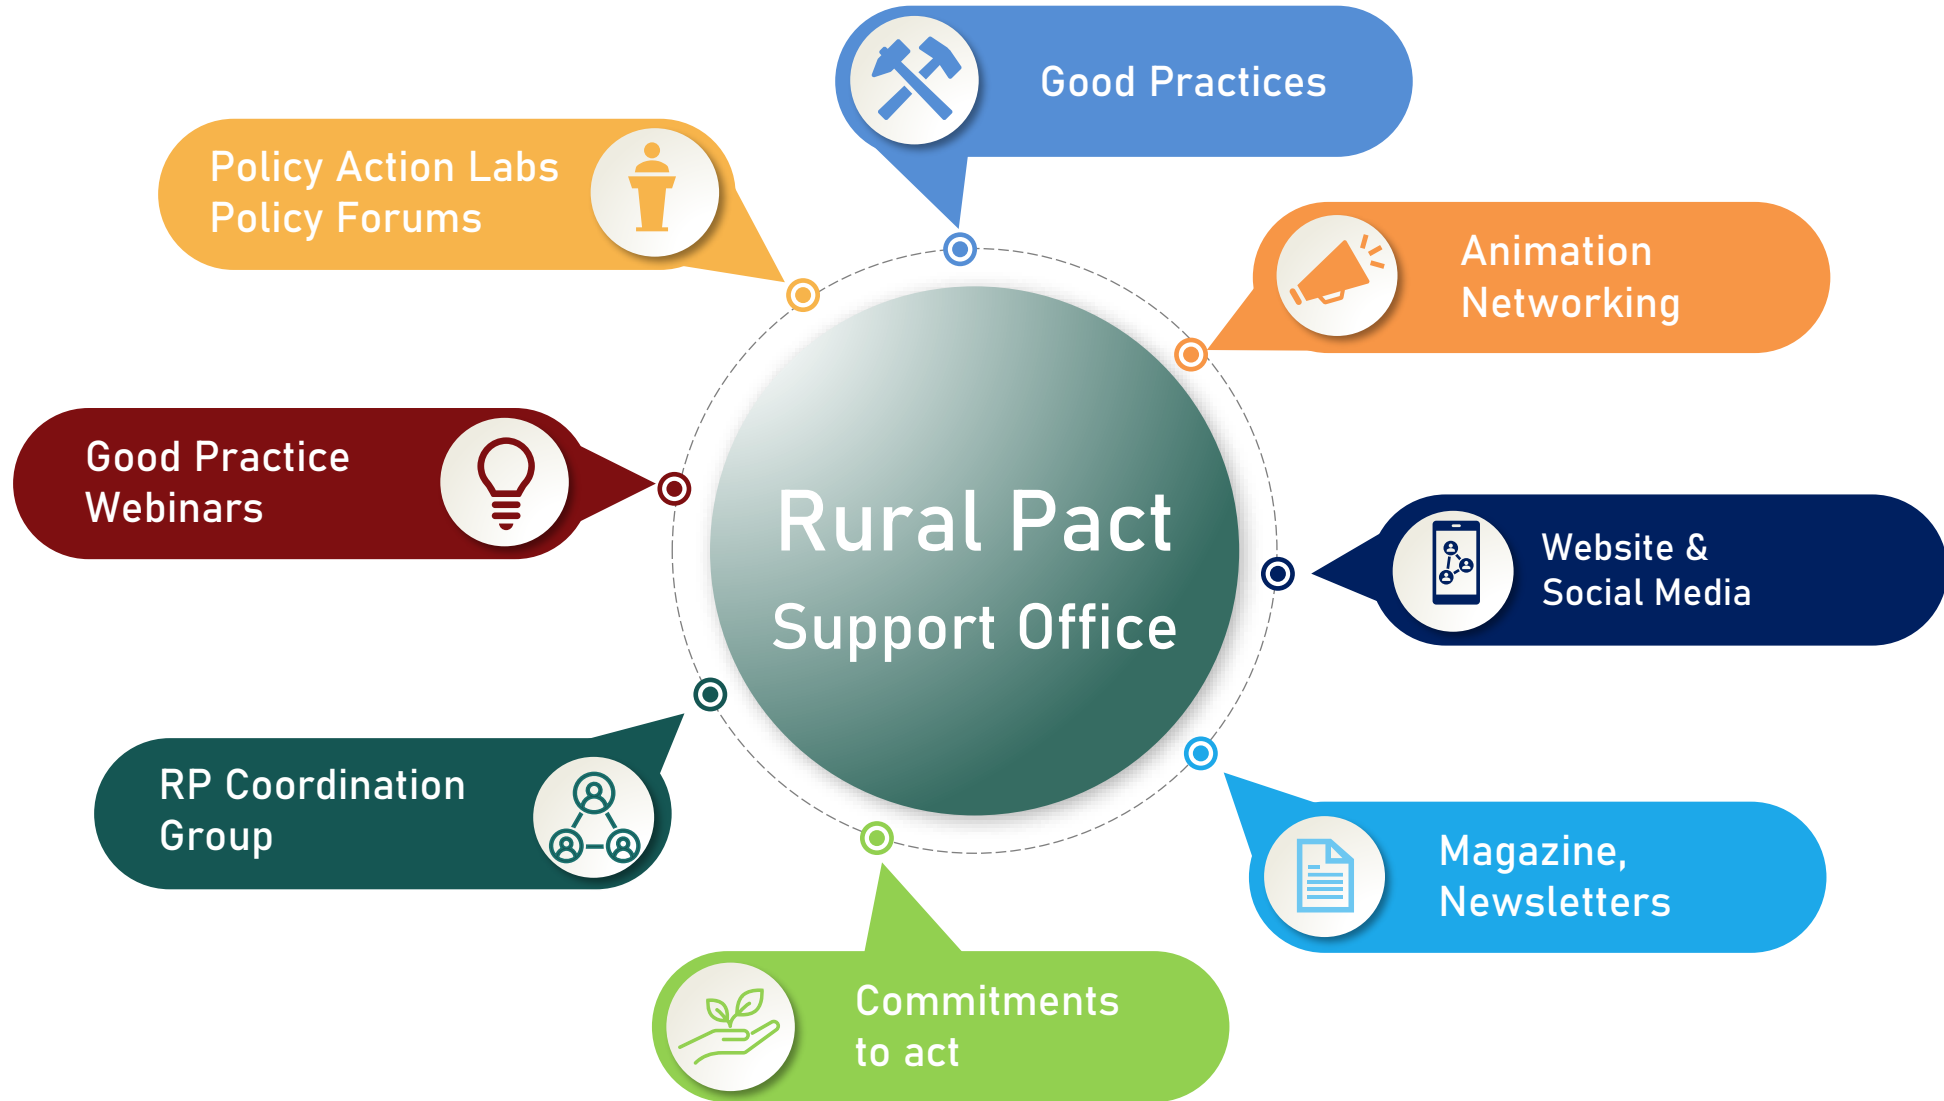 Good Practices
Policy Action Labs
Policy Forums
Animation
Networking
Good Practice
Webinars
Rural Pact
Support Office
Website &
Social Media
RP Coordination
Group
Magazine,
Newsletters
Commitments
to act